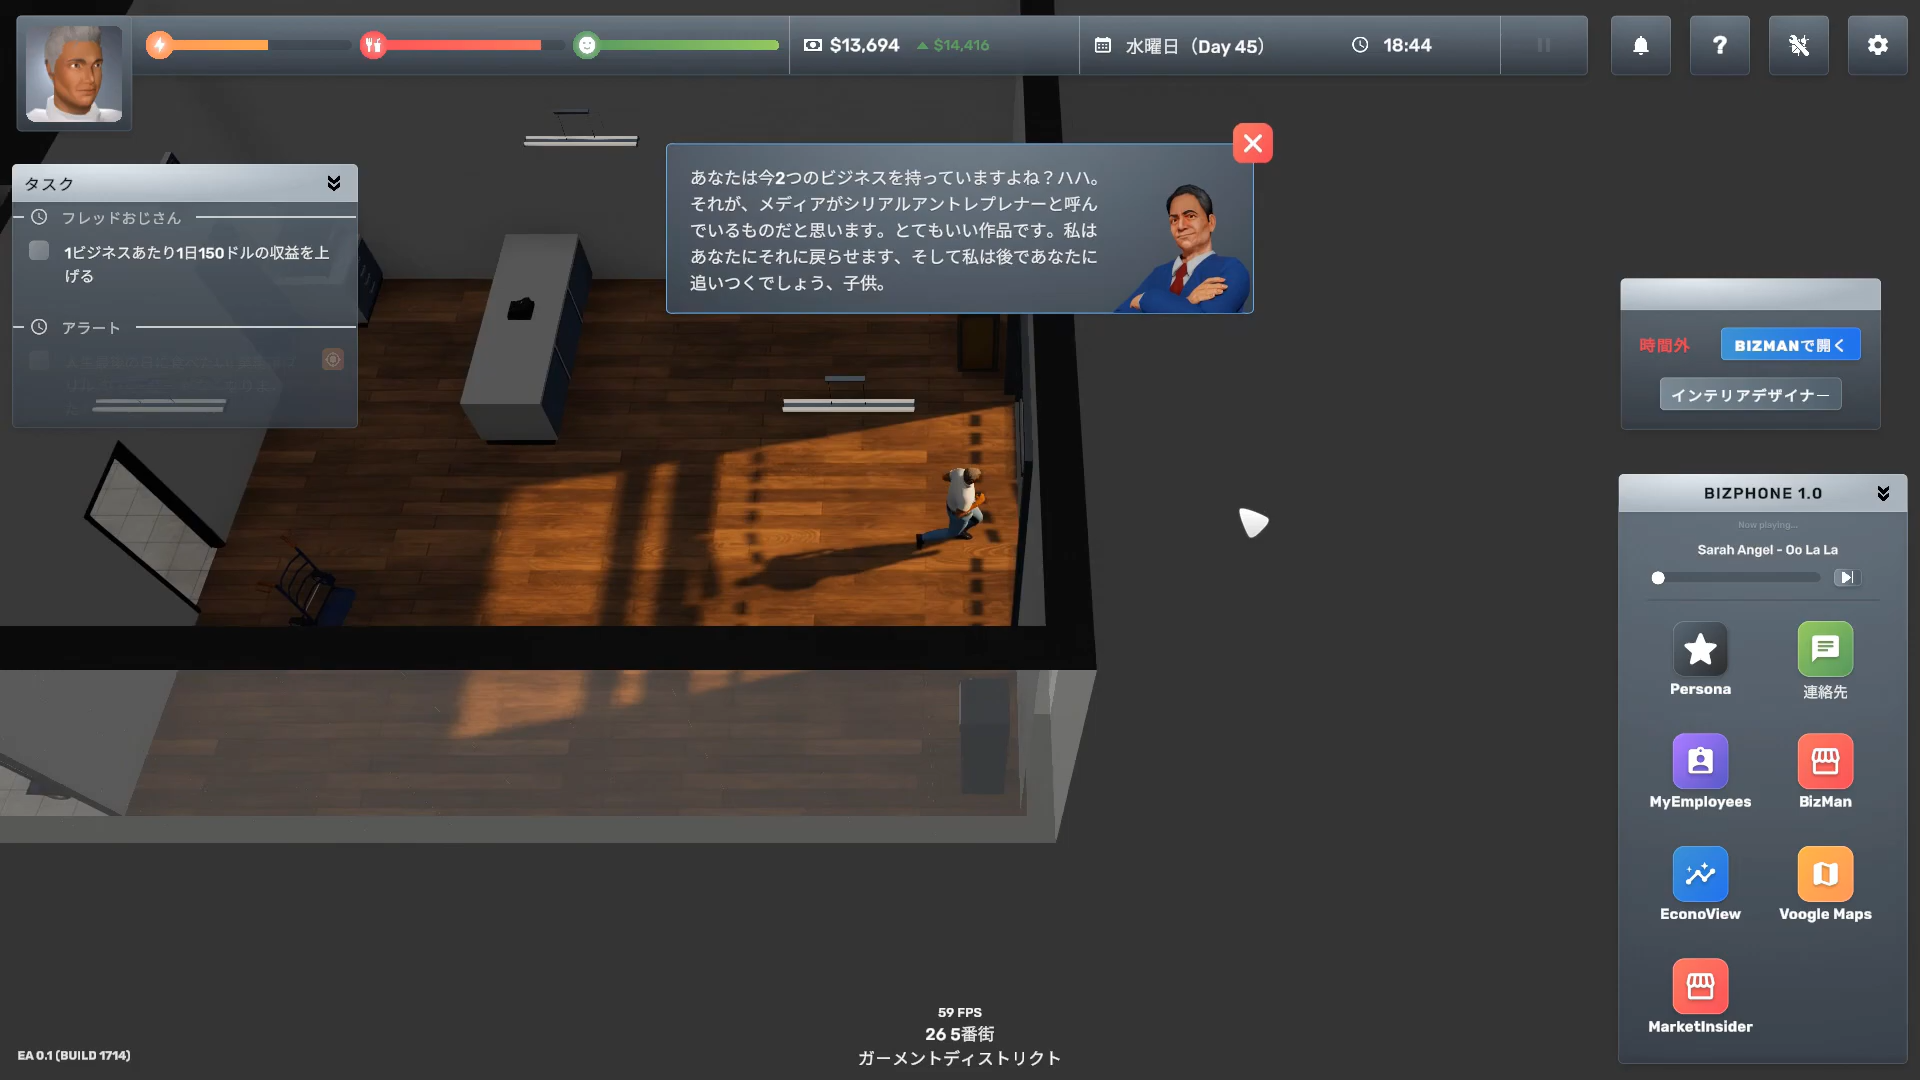 $13,694
$14,416
水曜日（Day 45）
18:44
?
タスク
フレッドおじさん
1ビジネスあたり1日150ドルの収益を上
げる
アラート
あなたは今2つのビジネスを持っていますよね？ハハ。
それが、メディアがシリアルアントレプレナーと呼ん
でいるものだと思います。とてもいい作品です。私は
あなたにそれに戻らせます、そして私は後であなたに
追いつくでしょう、子供。
時間外
BIZMANで開く
インテリアデザイナー
BIZPHONE 1.0
Now playing...
Sarah Angel - Oo La La
Persona
連絡先
MyEmployees
BizMan
EconoView
Voogle Maps
MarketInsider
59 FPS
26 5番街
ガーメントディストリクト
EA 0.1 (BUILD 1714)